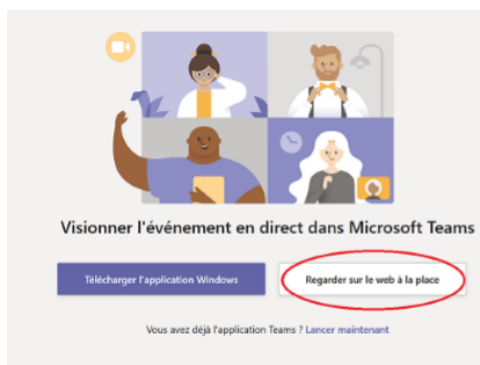 Visionner l'événement en direct dans Microsoft Teams
Télécharger l'application Windows
Regarder sur le web à la place
Vous avez déjà l'application Teams ? Lancer maintenant